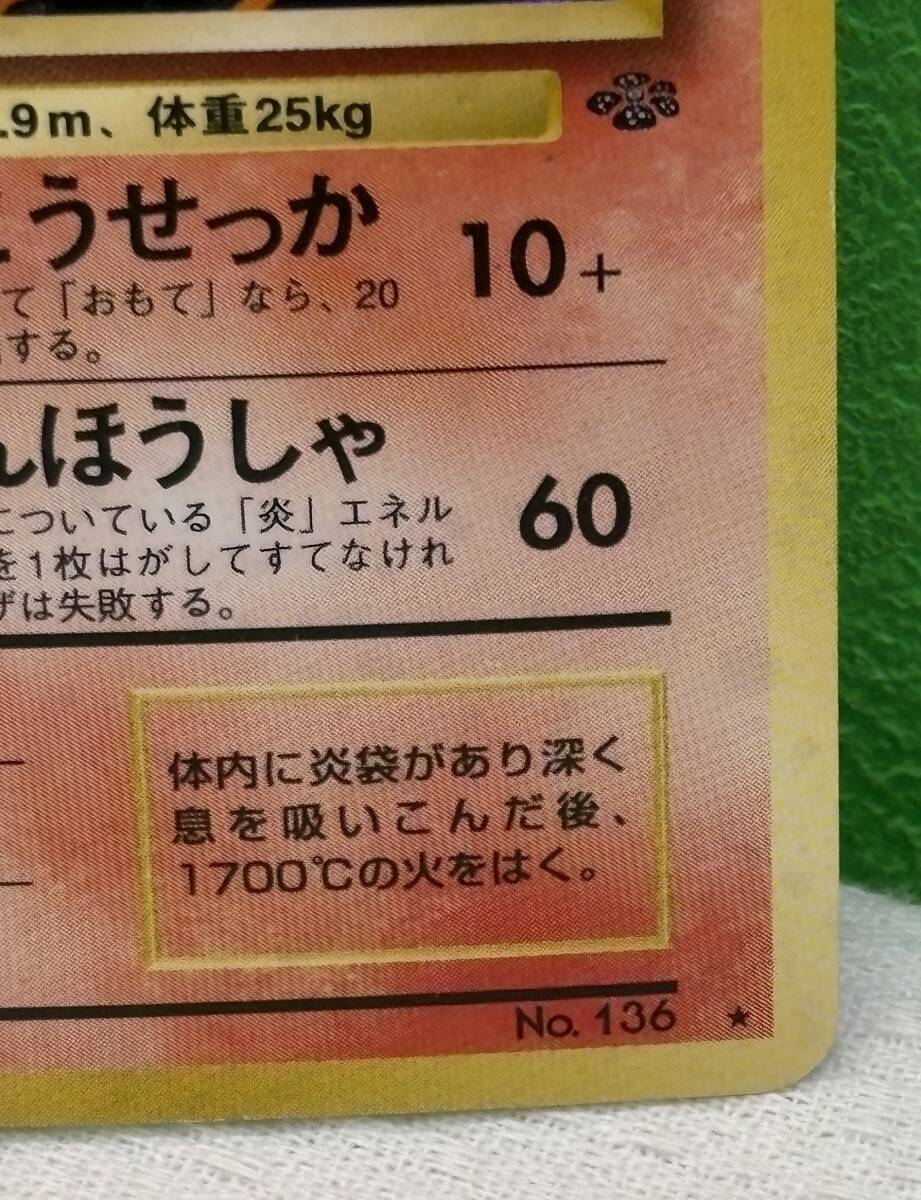 .9m、体重25kg
こうせっか 10+
て「おもて」なら、20
する。
んほうしゃ 60
についている「炎」エネル
を1枚はがしてすてなけれ
ザは失敗する。
体内に炎袋があり深く
息を吸いこんだ後、
1700℃の火をはく。
No. 136 ★